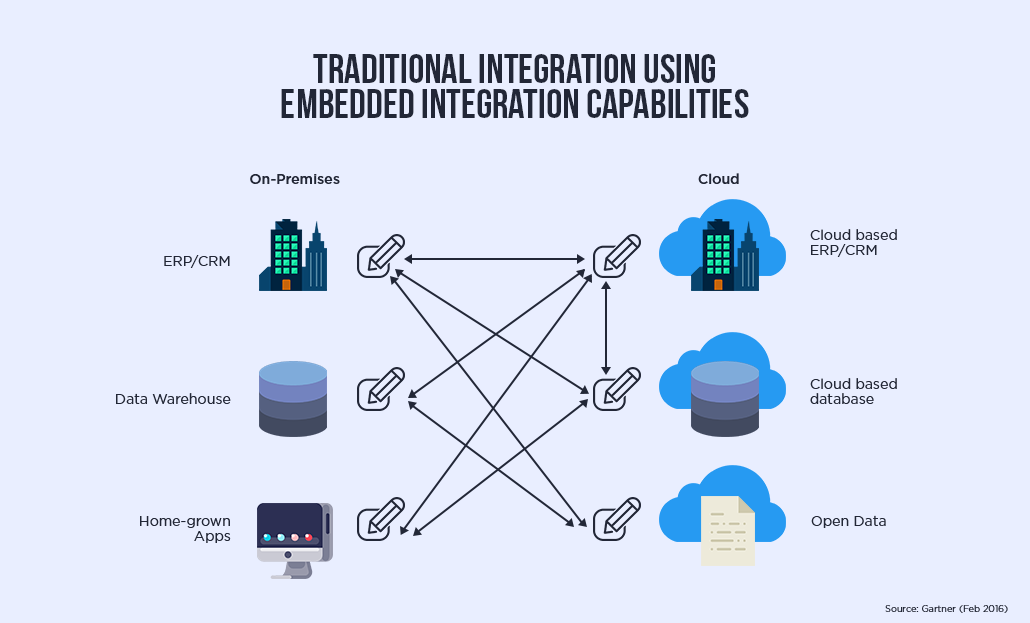 TRADITIONAL INTEGRATION USING
EMBEDDED INTEGRATION CAPABILITIES
On-Premises
Cloud
ERP/CRM
Cloud based
ERP/CRM
Data Warehouse
Cloud based
database
Home-grown
Apps
Open Data
Source: Gartner (Feb 2016)